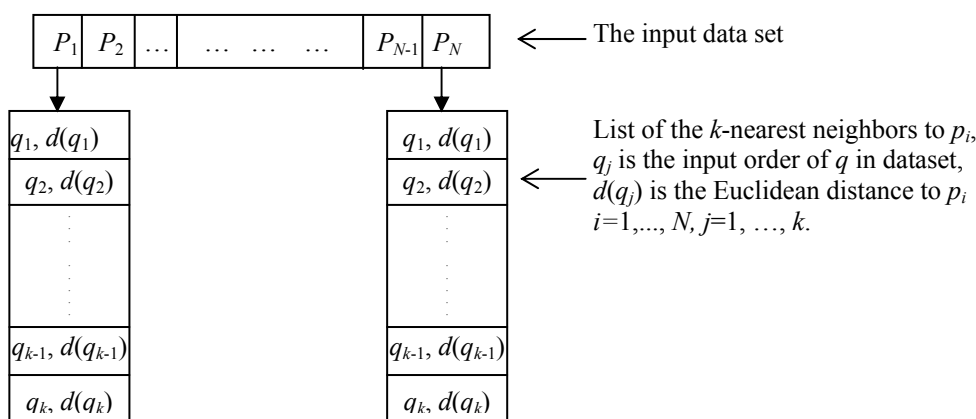 P1 P2 … … … … PN-1 PN
The input data set
q1, d(q1)
q2, d(q2)
qk-1, d(qk-1)
qk, d(qk)
q1, d(q1)
q2, d(q2)
qk-1, d(qk-1)
qk, d(qk)
List of the k-nearest neighbors to pi,
qj is the input order of q in dataset,
d(qj) is the Euclidean distance to pi
i=1,..., N, j=1, …, k.